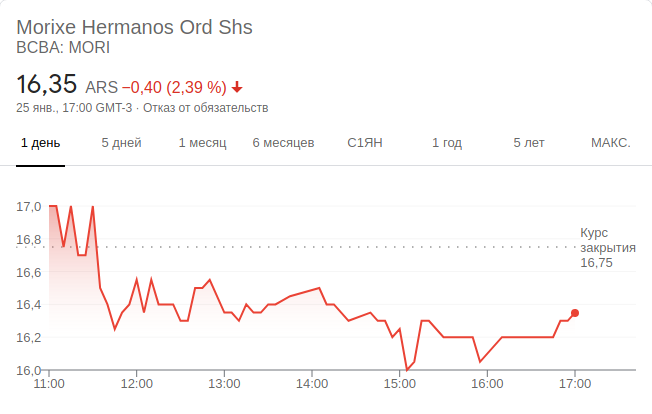 Morixe Hermanos Ord Shs
BCBA: MORI
16,35 ARS −0,40 (2,39 %)
25 янв., 17:00 GMT-3 · Отказ от обязательств
1 день 5 дней 1 месяц 6 месяцев С1ЯН 1 год 5 лет МАКС.
17,0
16,8
16,6
16,4
16,2
16,0
Курс
закрытия
16,75
11:00 12:00 13:00 14:00 15:00 16:00 17:00